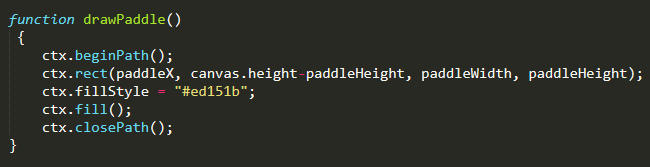 function drawPaddle()
{
ctx.beginPath();
ctx.rect(paddleX, canvas.height-paddleHeight, paddleWidth, paddleHeight);
ctx.fillStyle = "#ed151b";
ctx.fill();
ctx.closePath();
}